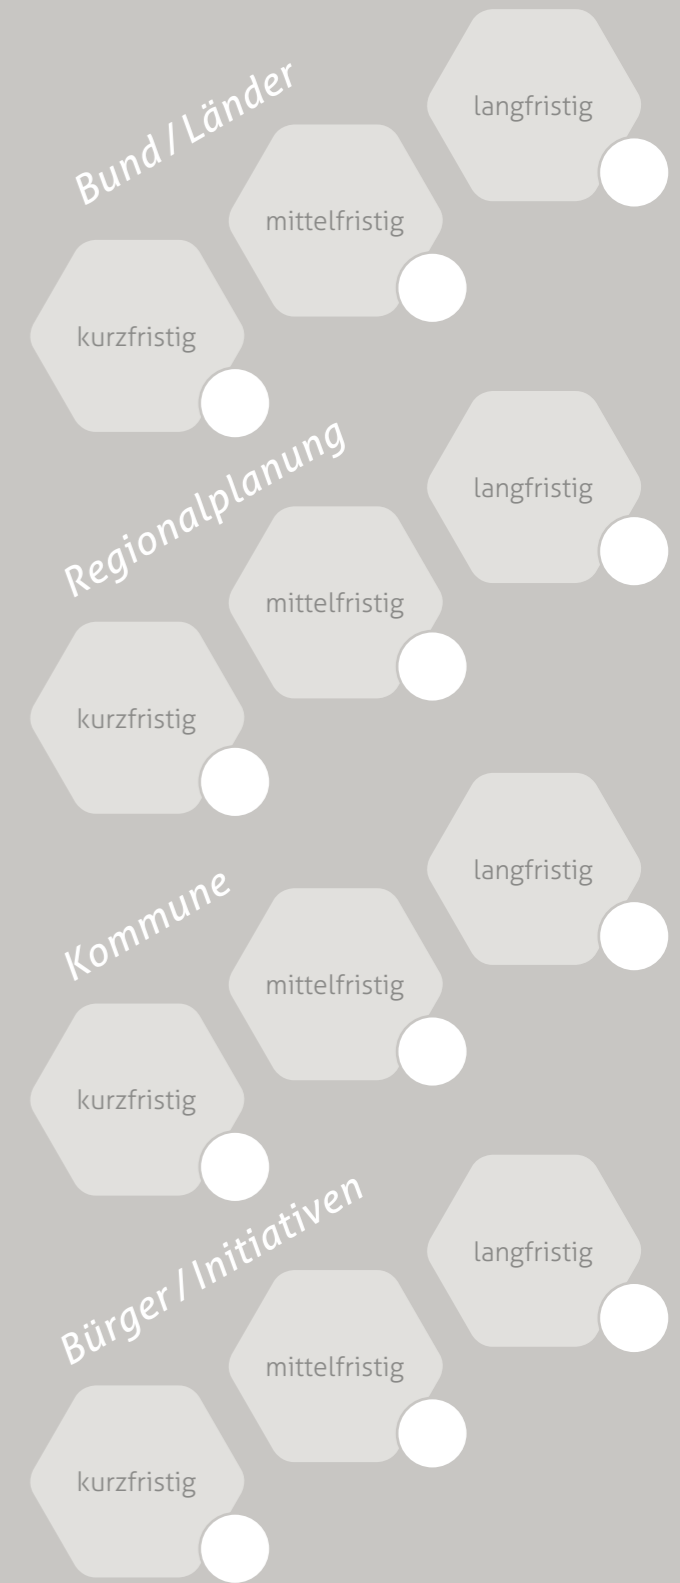 Bund / Länder
langfristig
mittelfristig
kurzfristig
Regionalplanung
langfristig
mittelfristig
kurzfristig
Kommune
langfristig
mittelfristig
kurzfristig
Bürger / Initiativen
langfristig
mittelfristig
kurzfristig